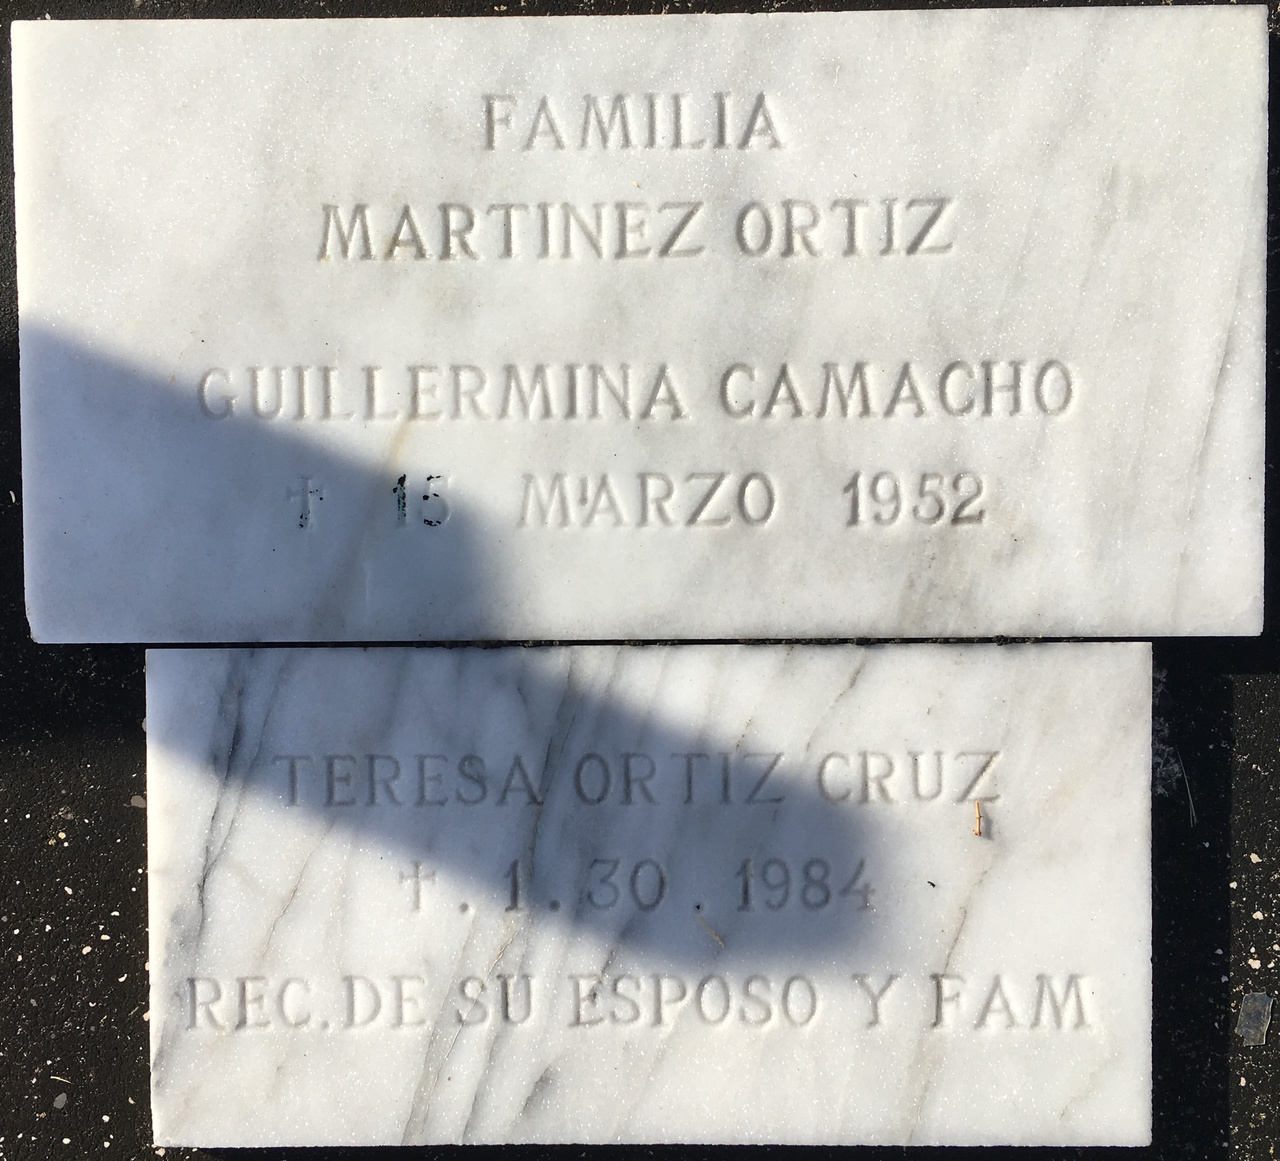 FAMILIA
MARTINEZ ORTIZ
GUILLERMINA CAMACHO
† 15 MARZO 1952
TERESA ORTIZ CRUZ
† . 1 . 30 . 1984
REC. DE SU ESPOSO Y FAM